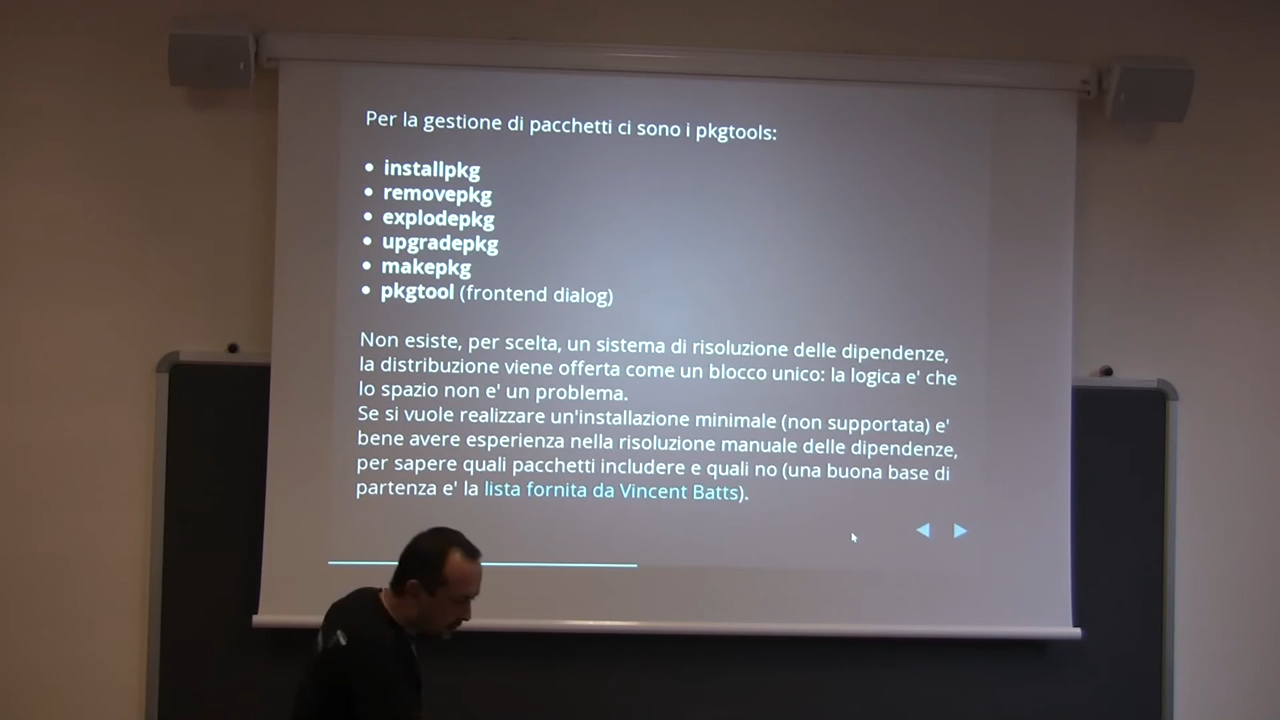 Per la gestione di pacchetti ci sono i pkgtools:
• installpkg
• removepkg
• explodepkg
• upgradepkg
• makepkg
• pkgtool (frontend dialog)
Non esiste, per scelta, un sistema di risoluzione delle dipendenze,
la distribuzione viene offerta come un blocco unico: la logica e' che
lo spazio non e' un problema.
Se si vuole realizzare un'installazione minimale (non supportata) e'
bene avere esperienza nella risoluzione manuale delle dipendenze,
per sapere quali pacchetti includere e quali no (una buona base di
partenza e' la lista fornita da Vincent Batts).